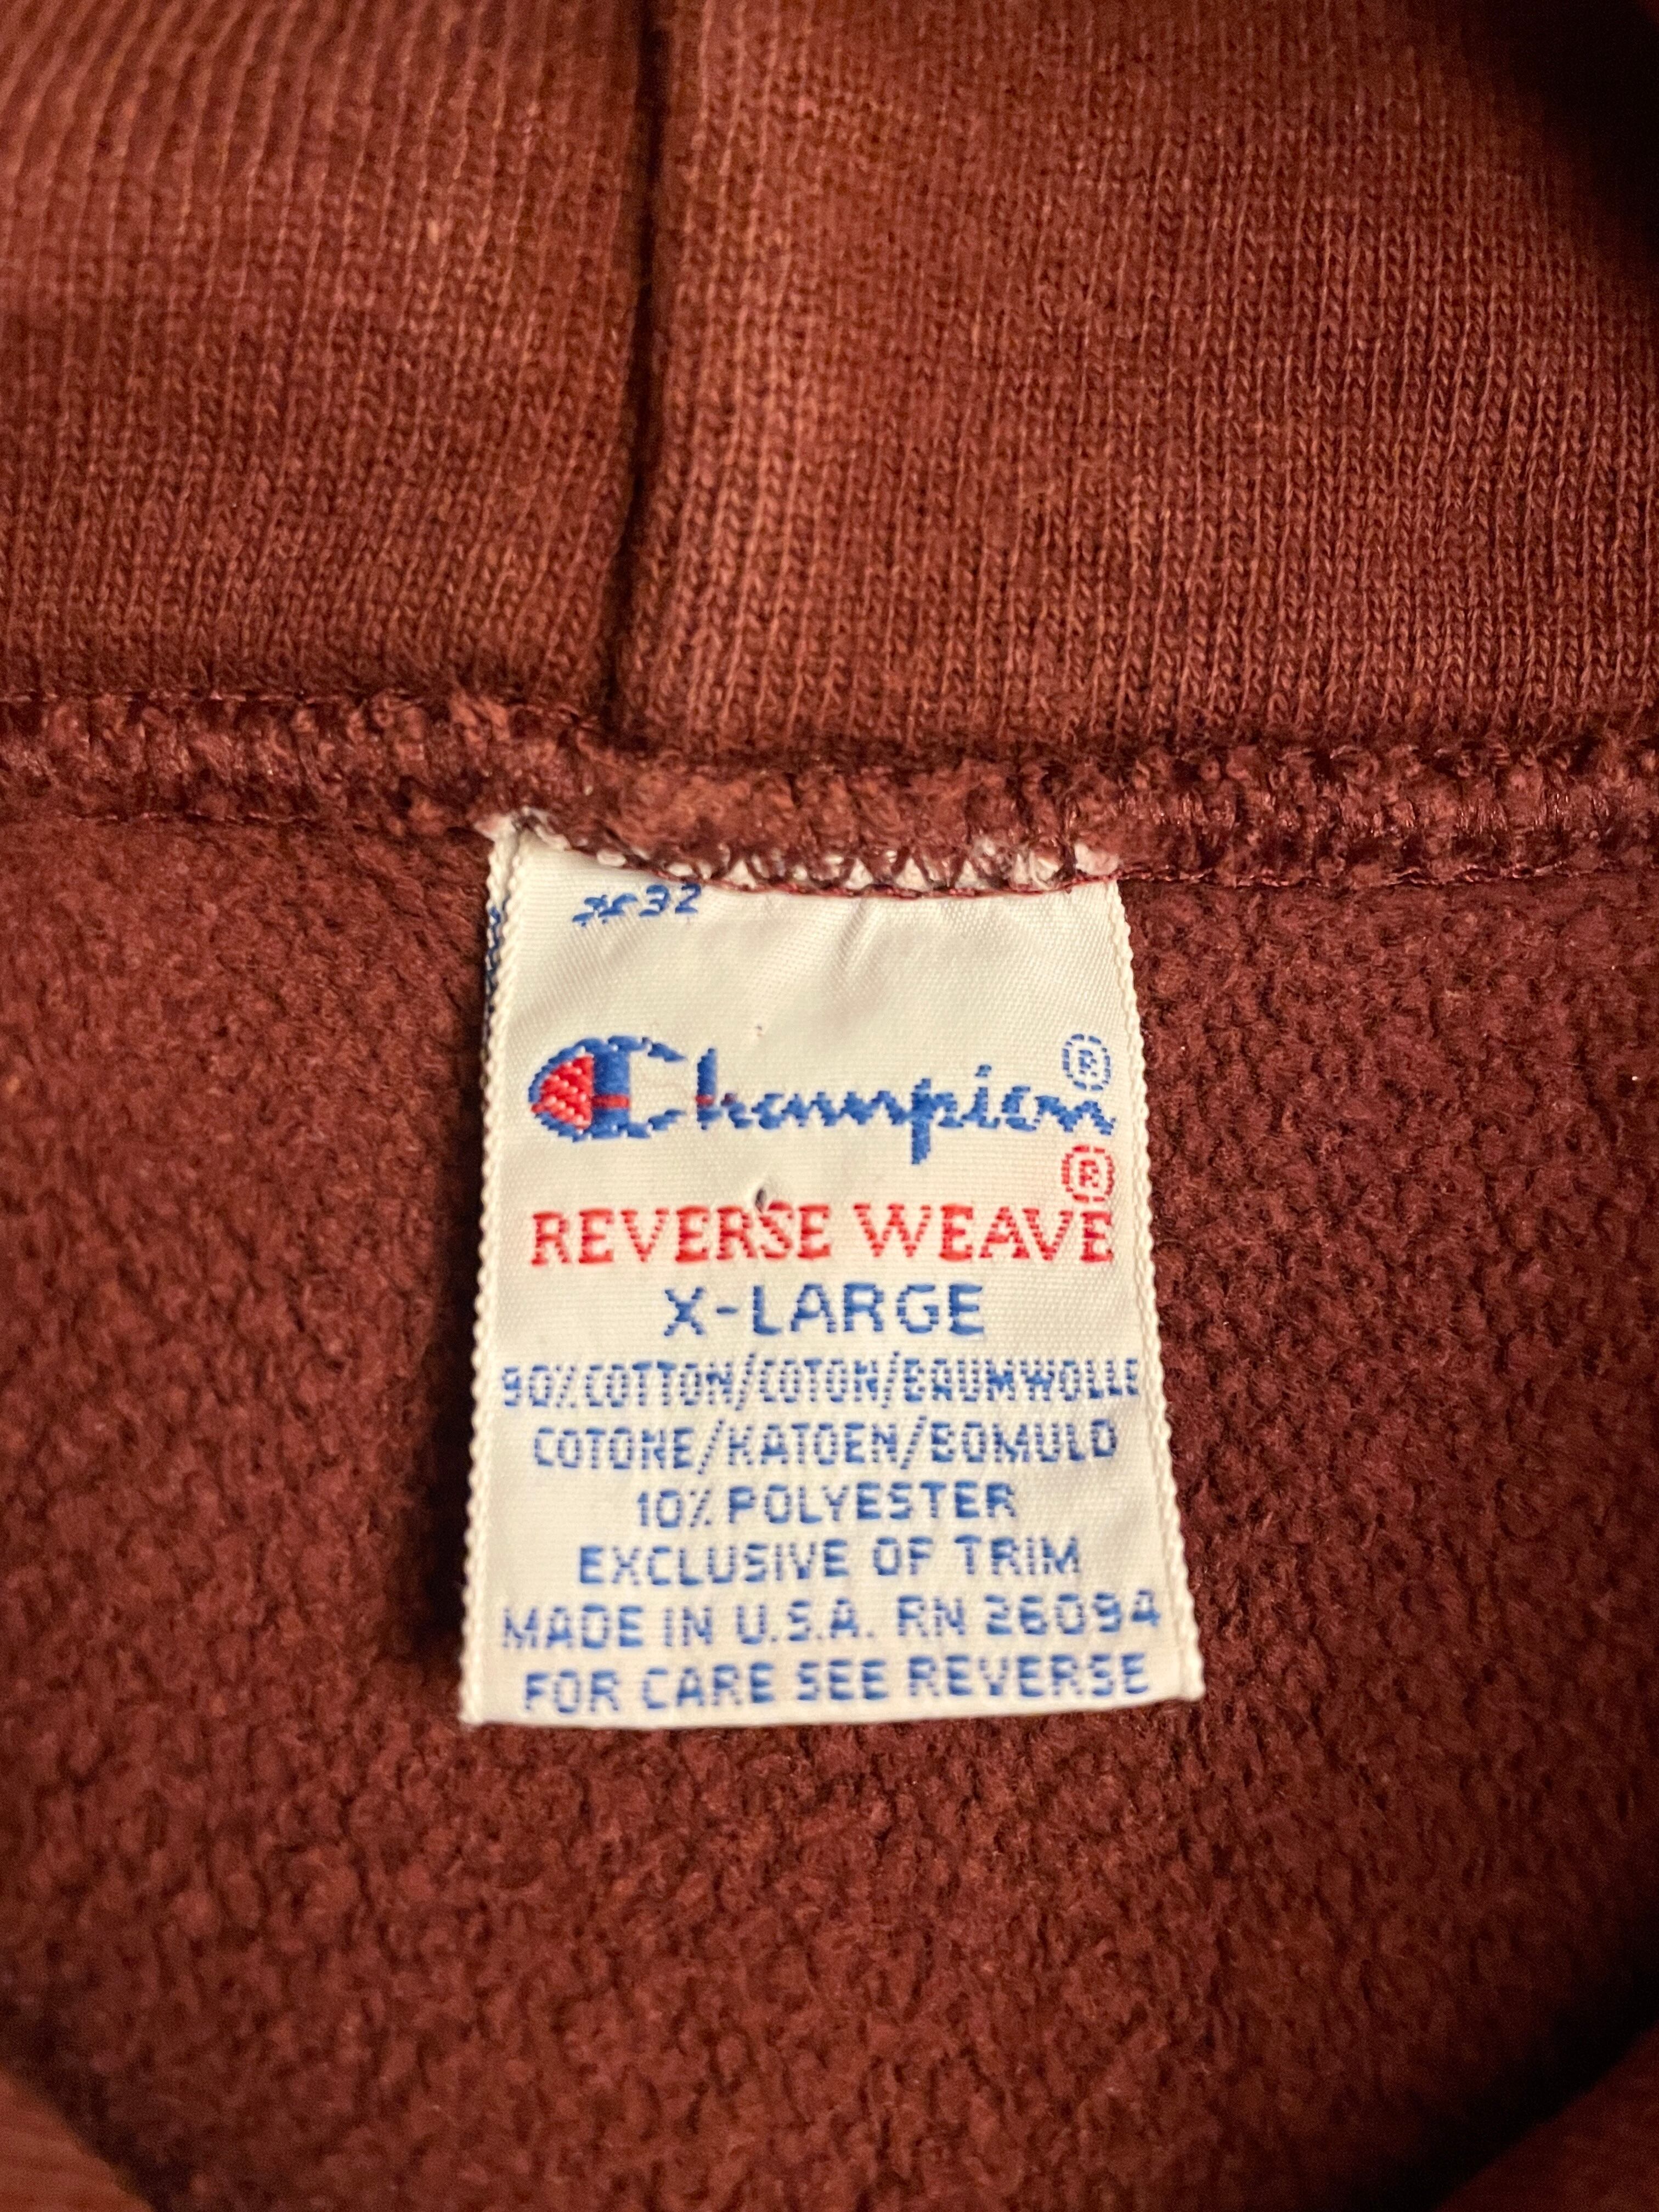 Champion®
REVERSE WEAVE®
X-LARGE
90% COTTON/COTON/BAUMWOLLE
COTONE/KATOEN/BOMULD
10% POLYESTER
EXCLUSIVE OF TRIM
MADE IN U.S.A. RN 26094
FOR CARE SEE REVERSE